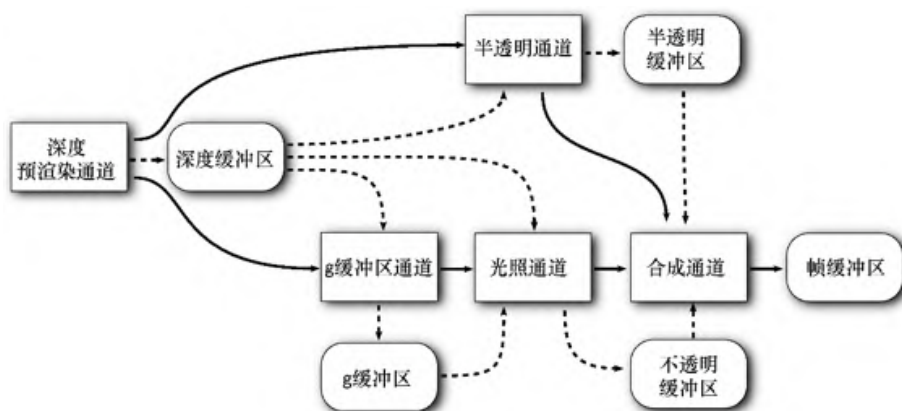 半透明通道
半透明
缓冲区
深度
预渲染通道
深度缓冲区
g缓冲区通道
光照通道
合成通道
帧缓冲区
g缓冲区
不透明
缓冲区